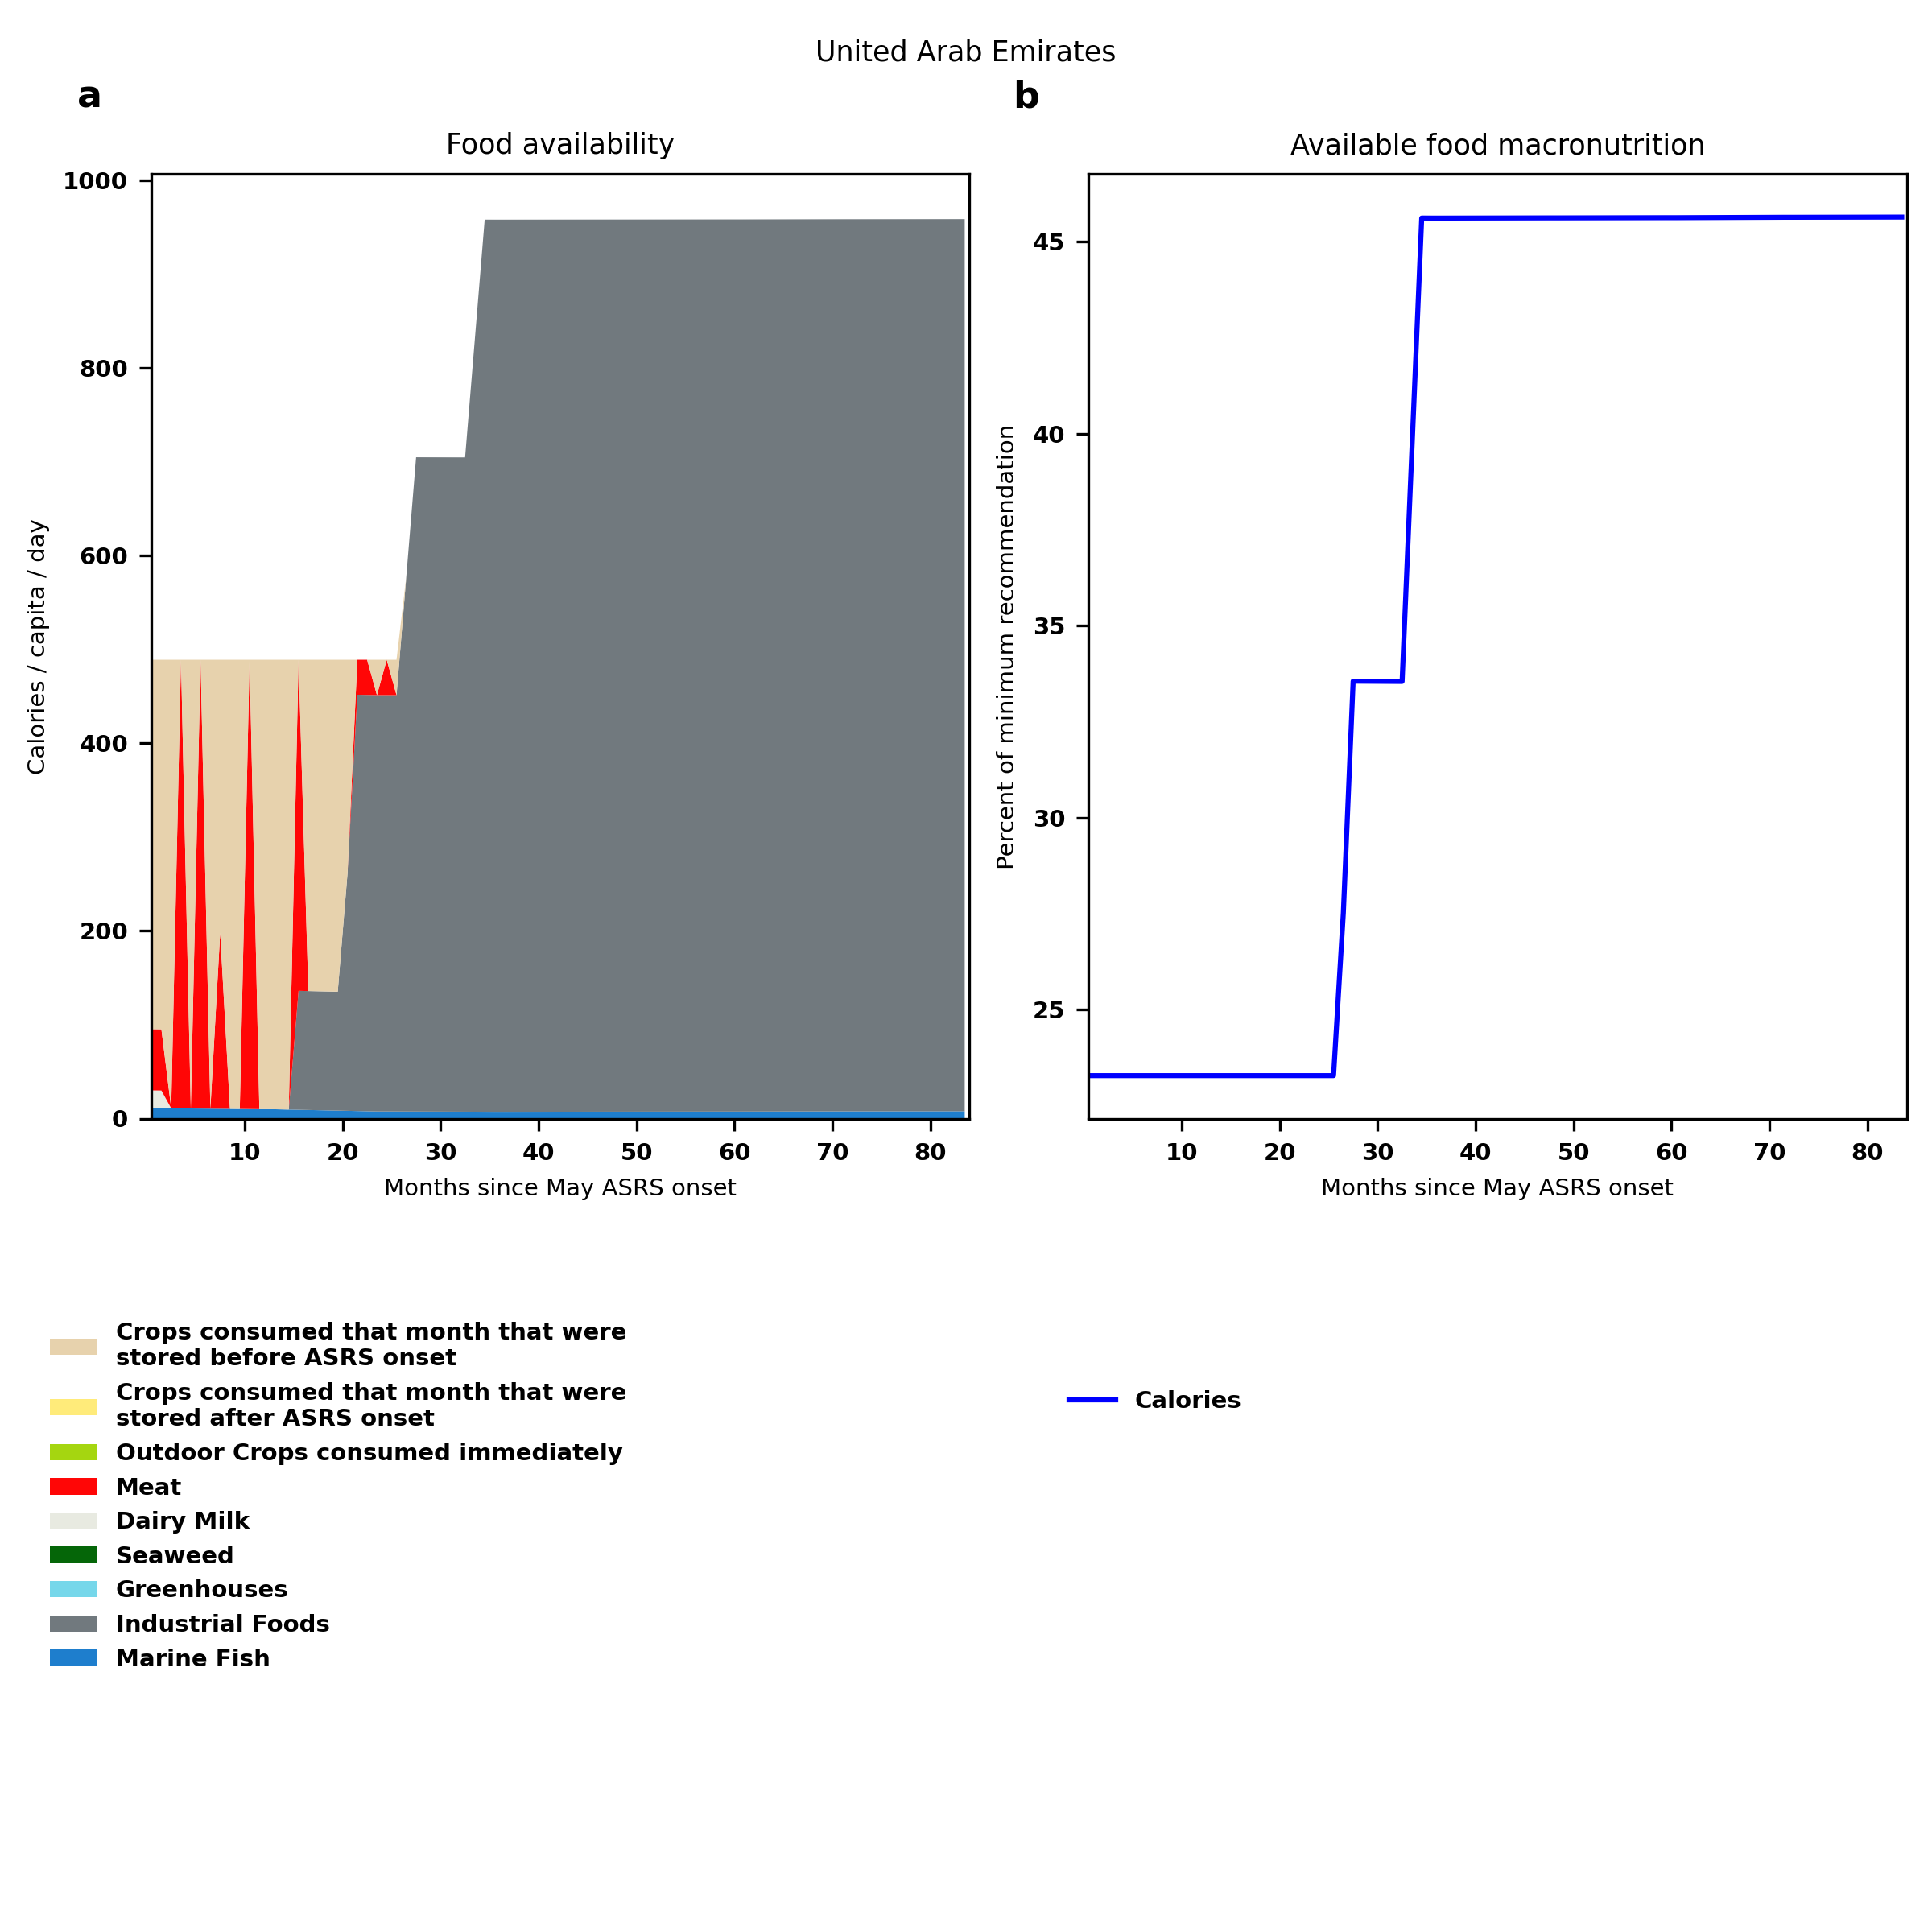 United Arab Emirates
a
Food availability
1000
800
600
400
200
0
Calories / capita / day
10 20 30 40 50 60 70 80
Months since May ASRS onset
b
Available food macronutrition
45
40
35
30
25
Percent of minimum recommendation
10 20 30 40 50 60 70 80
Months since May ASRS onset
Crops consumed that month that were
stored before ASRS onset
Crops consumed that month that were
stored after ASRS onset
Outdoor Crops consumed immediately
Meat
Dairy Milk
Seaweed
Greenhouses
Industrial Foods
Marine Fish
Calories